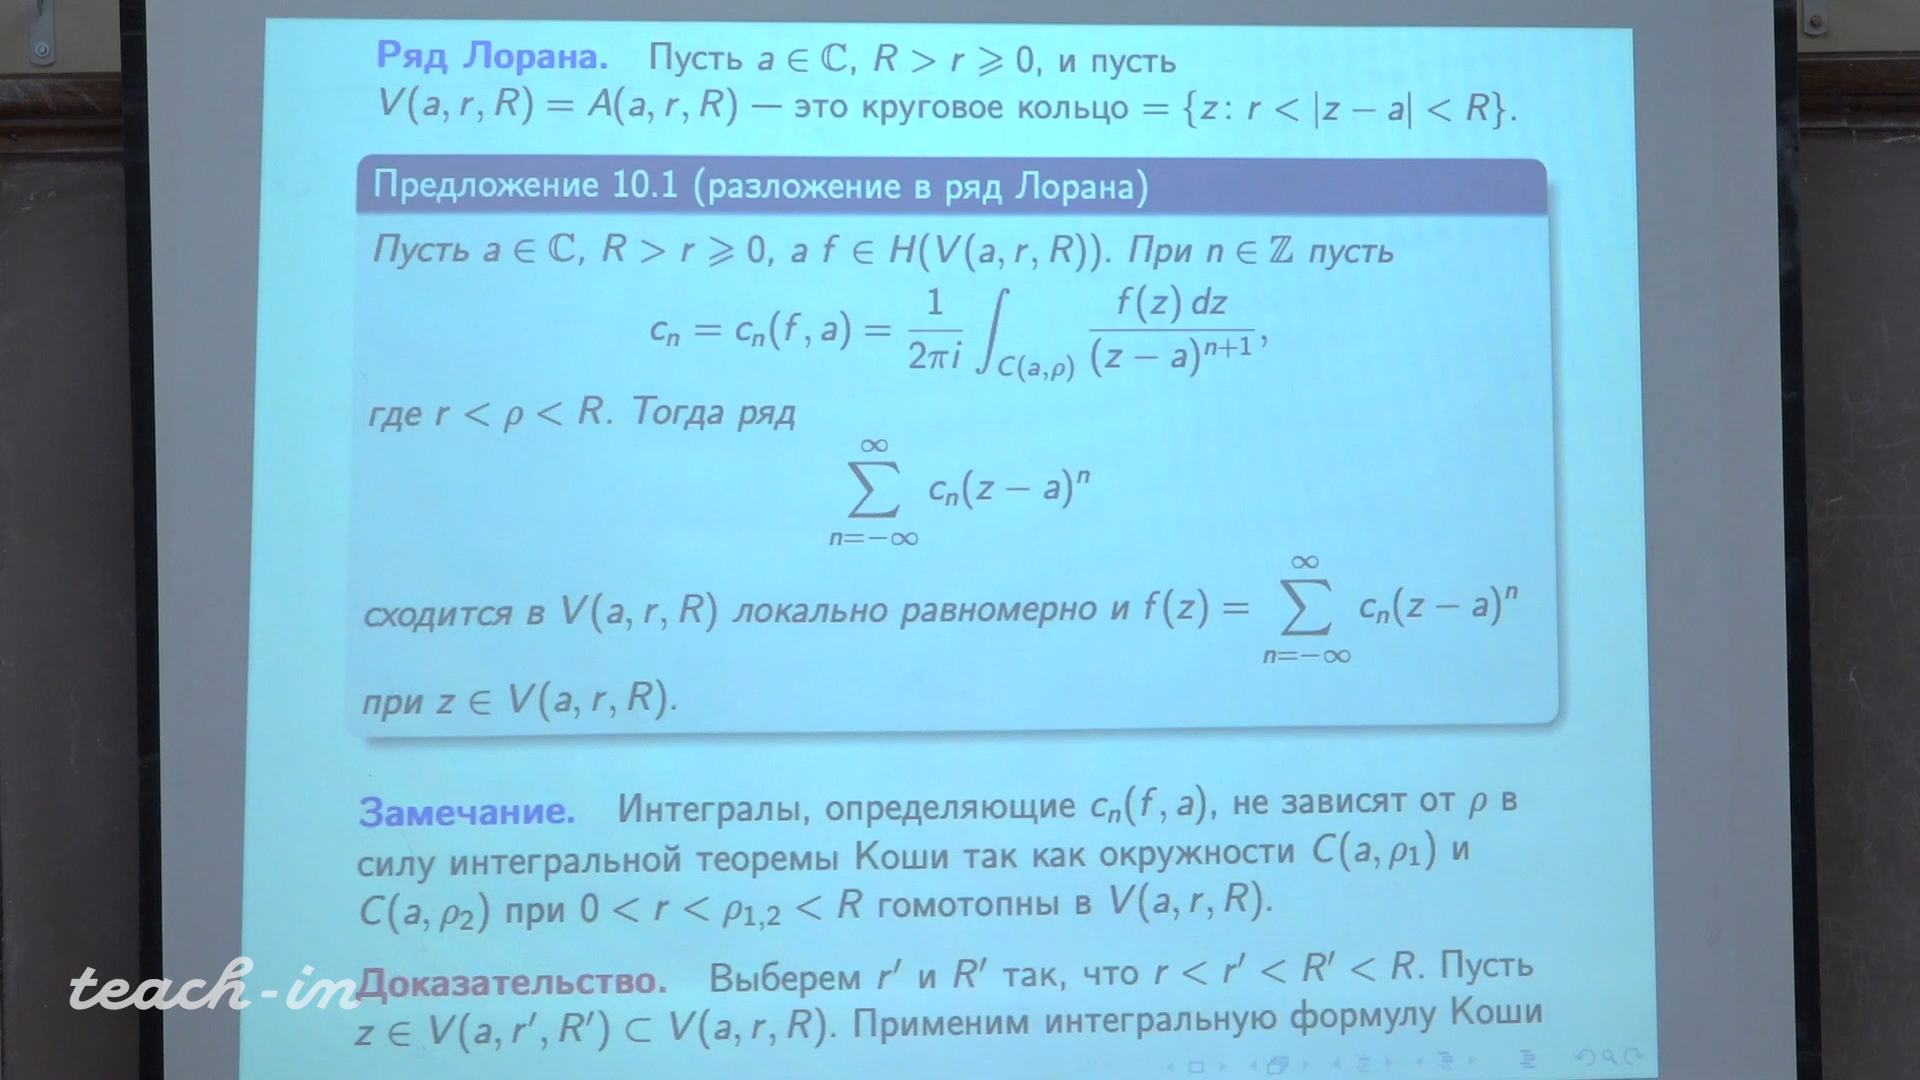 Ряд Лорана. Пусть a ∈ ℂ, R > r ⩾ 0, и пусть
V(a, r, R) = A(a, r, R) — это круговое кольцо = {z: r < |z − a| < R}.
Предложение 10.1 (разложение в ряд Лорана)
Пусть a ∈ ℂ, R > r ⩾ 0, а f ∈ H(V(a, r, R)). При n ∈ ℤ пусть
c_n = c_n(f, a) = \frac{1}{2πi} ∫_{C(a,ρ)} \frac{f(z) dz}{(z − a)^{n+1}},
где r < ρ < R. Тогда ряд
∑_{n=−∞}^{∞} c_n(z − a)^n
сходится в V(a, r, R) локально равномерно и f(z) = ∑_{n=−∞}^{∞} c_n(z − a)^n
при z ∈ V(a, r, R).
Замечание. Интегралы, определяющие c_n(f, a), не зависят от ρ в
силу интегральной теоремы Коши так как окружности C(a, ρ_1) и
C(a, ρ_2) при 0 < r < ρ_{1,2} < R гомотопны в V(a, r, R).
Доказательство. Выберем r′ и R′ так, что r < r′ < R′ < R. Пусть
z ∈ V(a, r′, R′) ⊂ V(a, r, R). Применим интегральную формулу Коши
teach-in